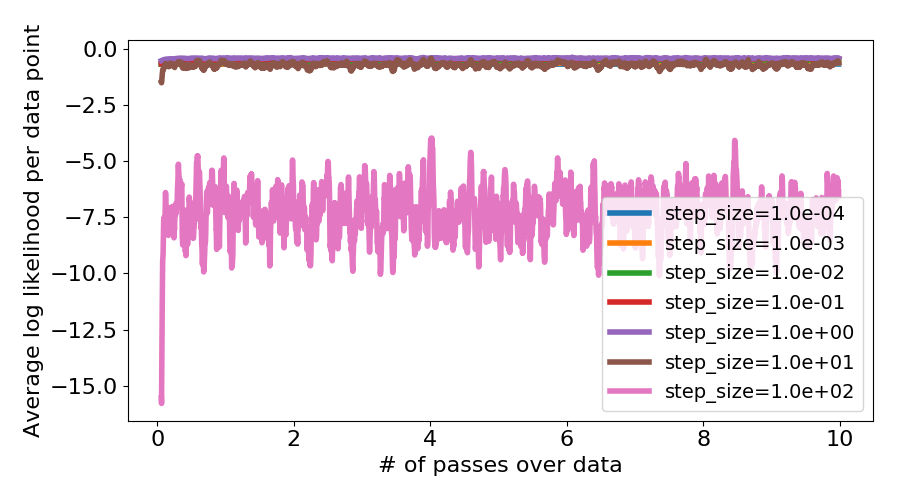 Average log likelihood per data point
0.0
−2.5
−5.0
−7.5
−10.0
−12.5
−15.0
step_size=1.0e-04
step_size=1.0e-03
step_size=1.0e-02
step_size=1.0e-01
step_size=1.0e+00
step_size=1.0e+01
step_size=1.0e+02
0 2 4 6 8 10
# of passes over data